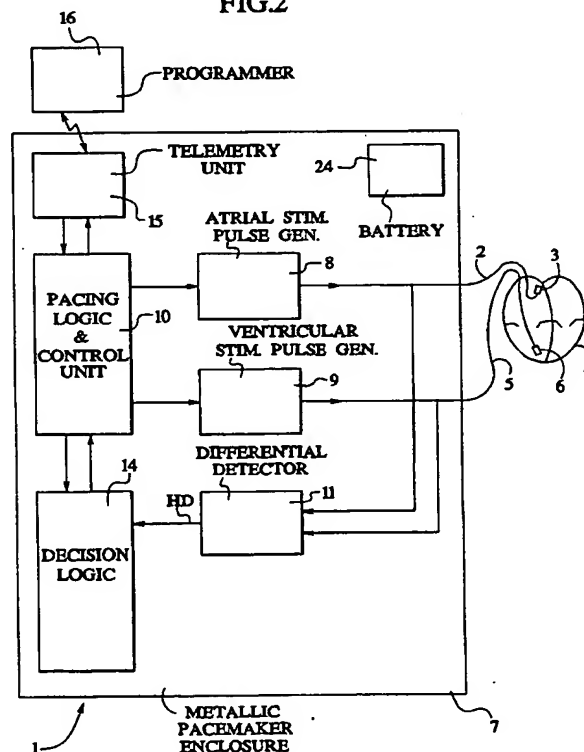 FIG.2
16
PROGRAMMER
TELEMETRY
UNIT
15
24
BATTERY
ATRIAL STIM.
PULSE GEN.
8
2
3
PACING
LOGIC
&
CONTROL
UNIT
10
VENTRICULAR
STIM. PULSE GEN.
9
5
6
DIFFERENTIAL
DETECTOR
11
HD
14
DECISION
LOGIC
METALLIC
PACEMAKER
ENCLOSURE
7
1